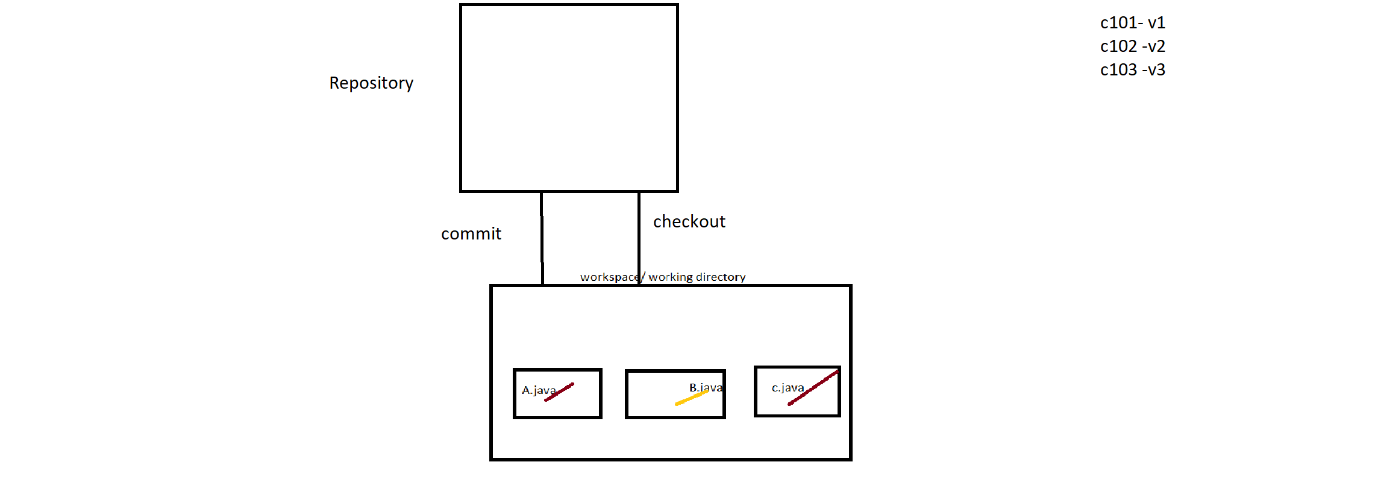 c101- v1
c102 -v2
c103 -v3
Repository
commit
checkout
workspace/ working directory
A.java
B.java
c.java